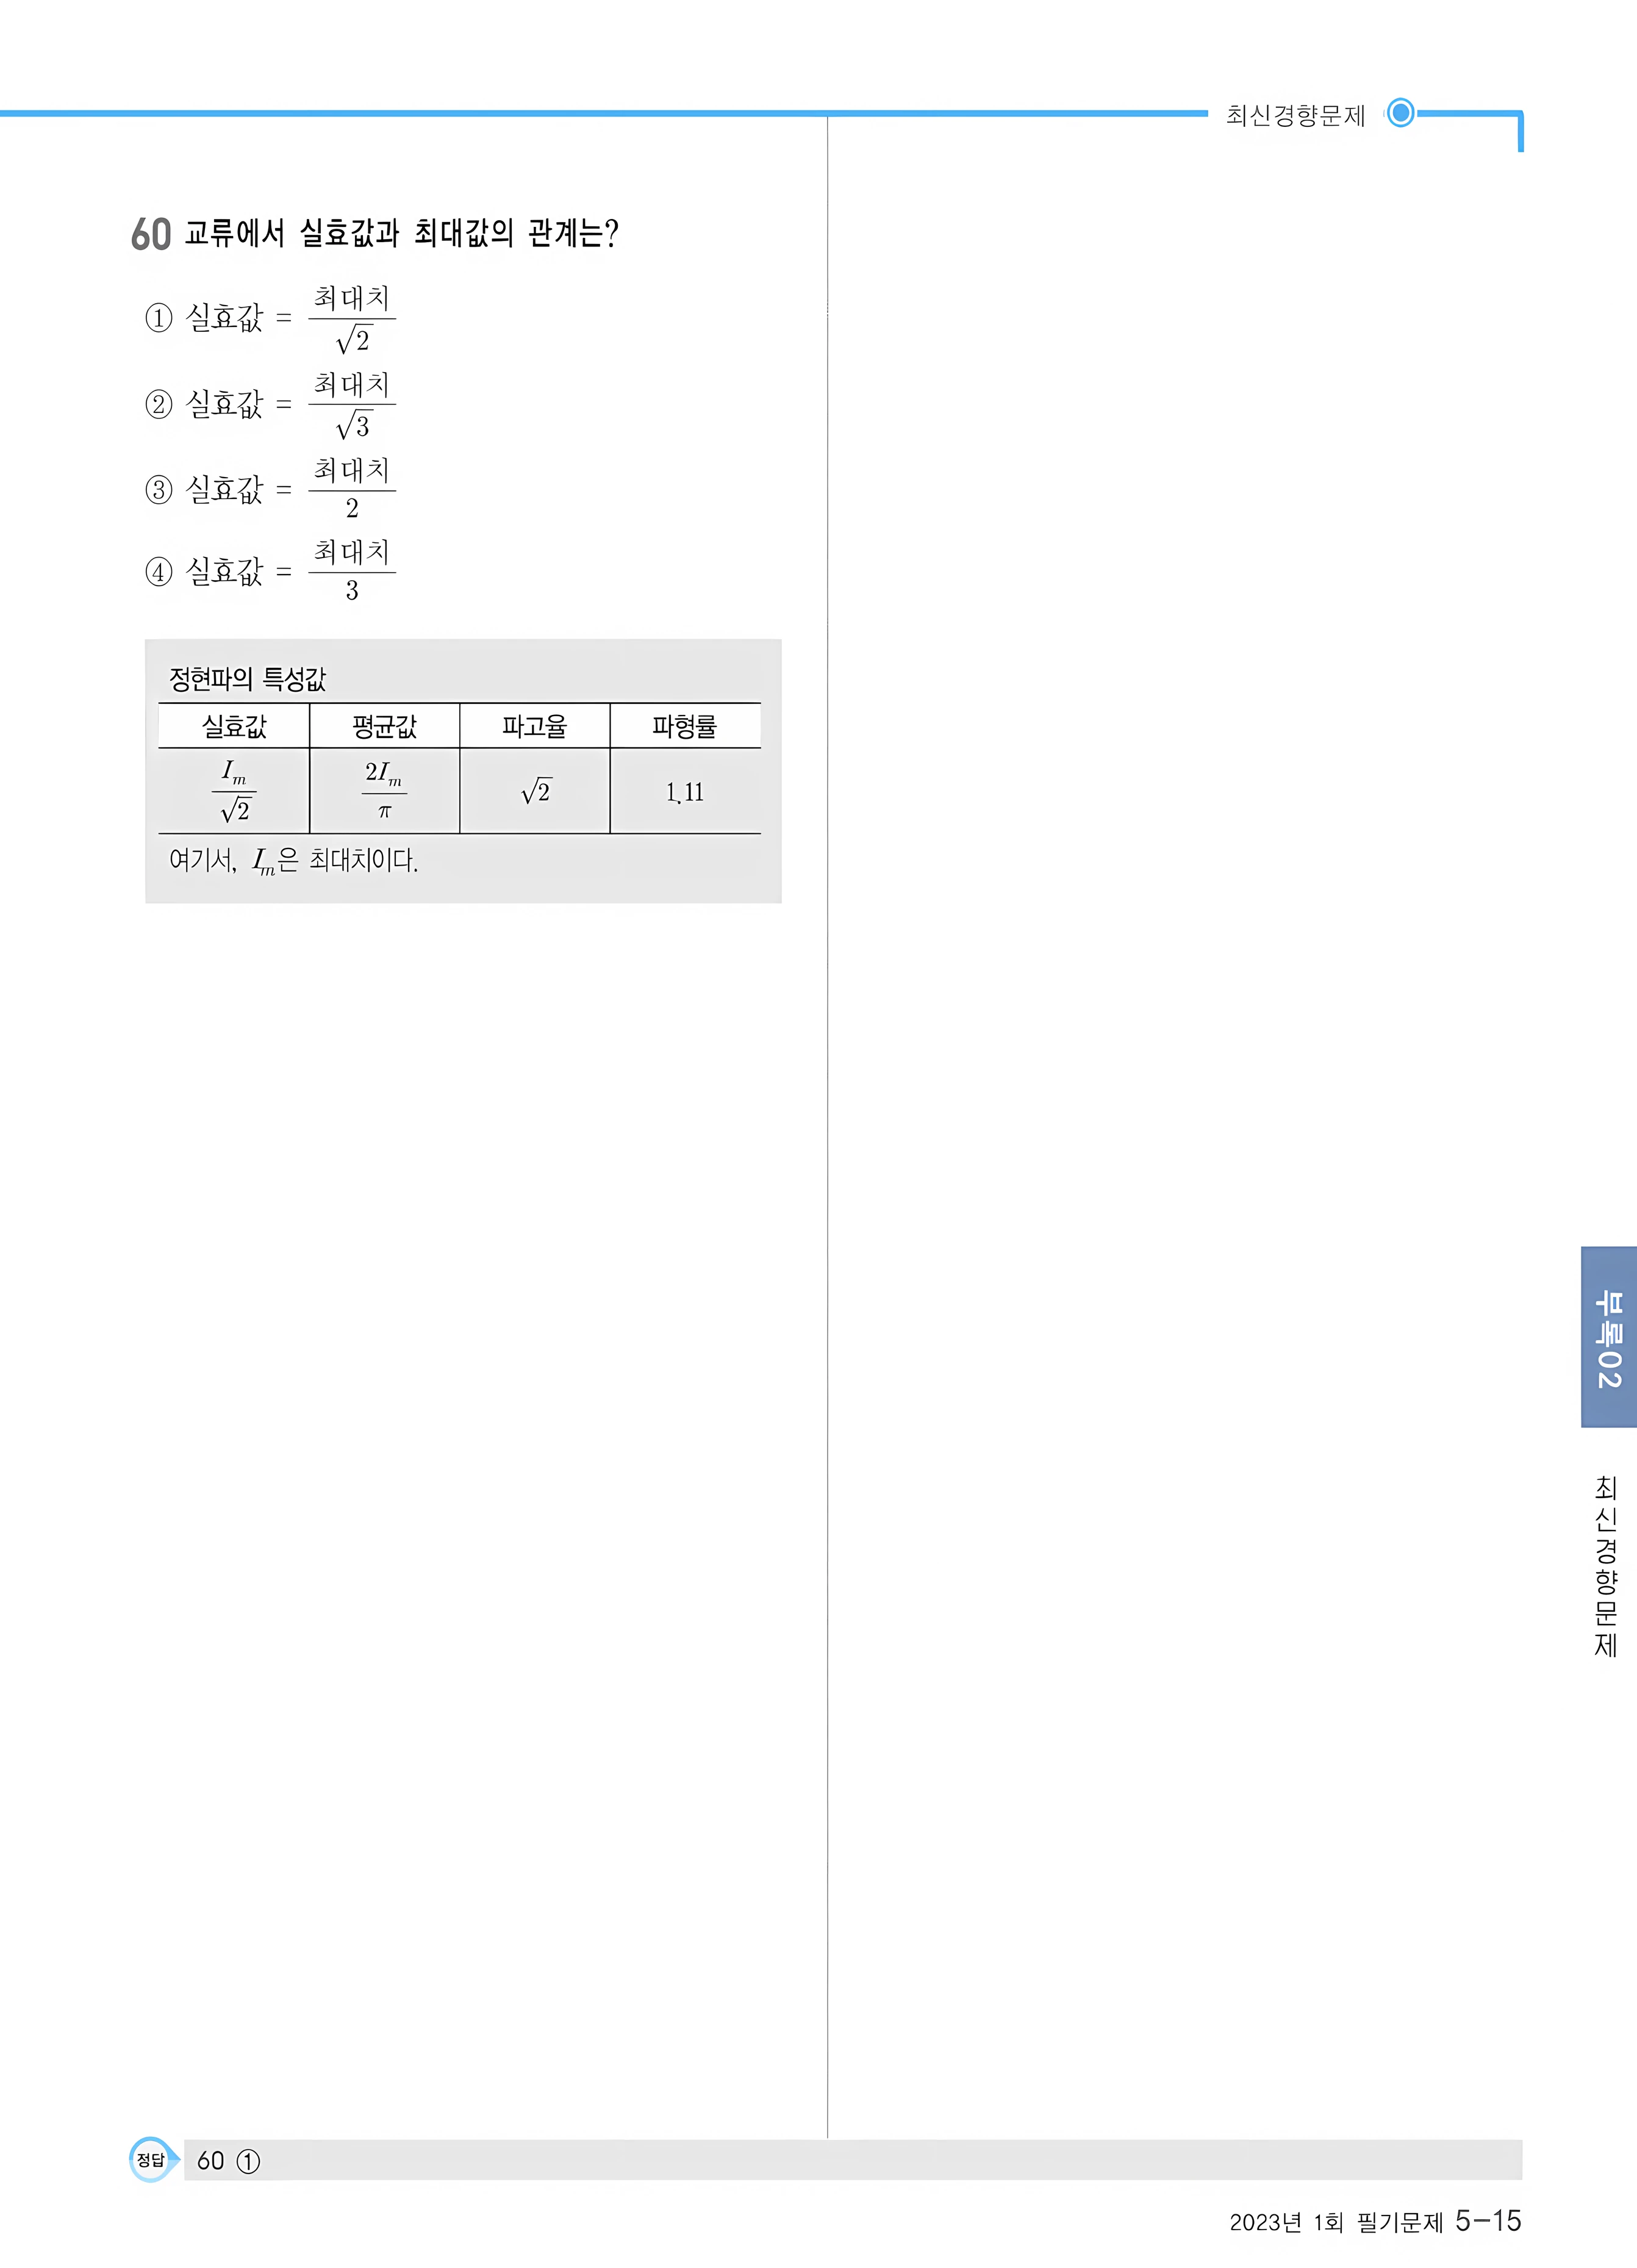 최신경향문제
60 교류에서 실효값과 최대값의 관계는?
① 실효값 = 최대치/√2
② 실효값 = 최대치/√3
③ 실효값 = 최대치/2
④ 실효값 = 최대치/3
정현파의 특성값
실효값 평균값 파고율 파형률
I_m/√2 2I_m/π √2 1.11
여기서, I_m은 최대치이다.
부록02
최신경향문제
정답 60 ①
2023년 1회 필기문제 5-15